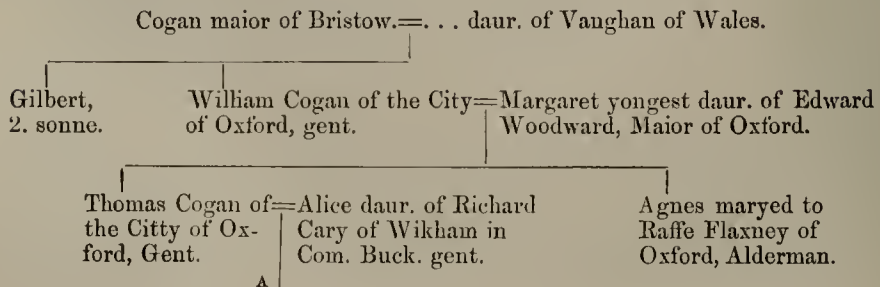 Cogan maior of Bristow.=. . . daur. of Vaughan of Wales.
Gilbert,
2. sonne.
William Cogan of the City=Margaret yongest daur. of Edward
of Oxford, gent.
Woodward, Maior of Oxford.
Thomas Cogan of=Alice daur. of Richard
the Citty of Ox-
ford, Gent.
Cary of Wikham in
Com. Buck. gent.
Agnes maryed to
Raffe Flaxney of
Oxford, Alderman.
A